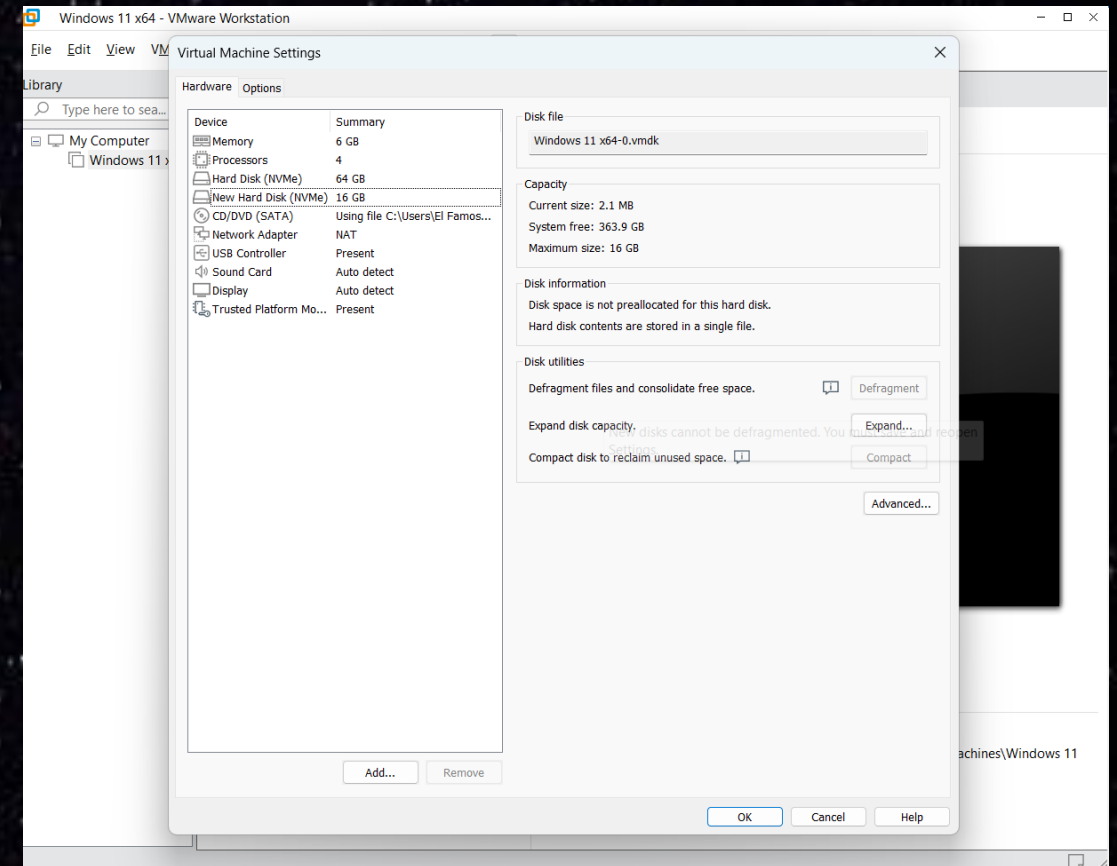 Windows 11 x64 - VMware Workstation
File Edit View VM
Virtual Machine Settings
Library
Type here to sea...
My Computer
Windows 11 x
Hardware Options
Device Summary
Memory 6 GB
Processors 4
Hard Disk (NVMe) 64 GB
New Hard Disk (NVMe) 16 GB
CD/DVD (SATA) Using file C:\Users\El Famos...
Network Adapter NAT
USB Controller Present
Sound Card Auto detect
Display Auto detect
Trusted Platform Mo... Present
Add... Remove
Disk file
Windows 11 x64-0.vmdk
Capacity
Current size: 2.1 MB
System free: 363.9 GB
Maximum size: 16 GB
Disk information
Disk space is not preallocated for this hard disk.
Hard disk contents are stored in a single file.
Disk utilities
Defragment files and consolidate free space. Defragment
Expand disk capacity. Expand...
New disks cannot be defragmented. You must save and reopen
Settings
Compact disk to reclaim unused space. Compact
Advanced...
OK Cancel Help
achines\Windows 11